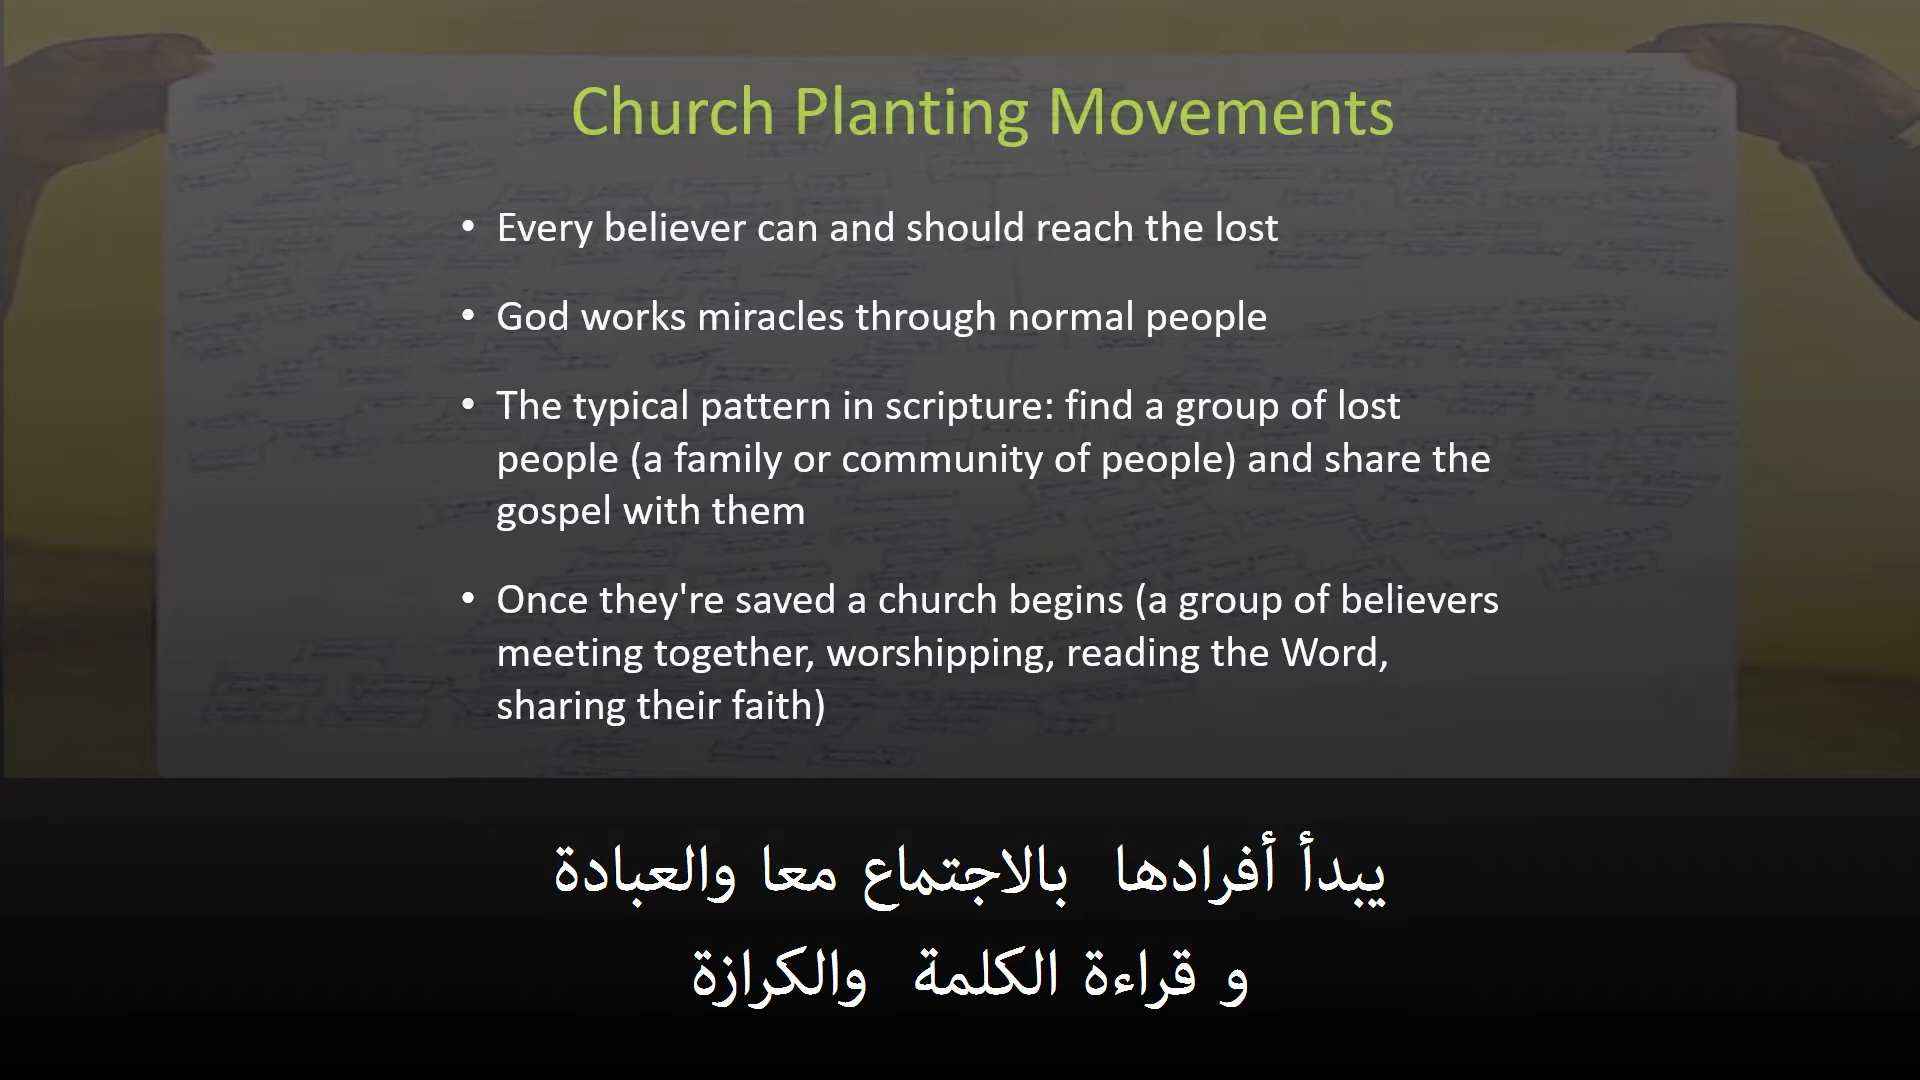 Church Planting Movements
• Every believer can and should reach the lost
• God works miracles through normal people
• The typical pattern in scripture: find a group of lost
people (a family or community of people) and share the
gospel with them
• Once they're saved a church begins (a group of believers
meeting together, worshipping, reading the Word,
sharing their faith)
يبدأ أفرادها بالاجتماع معا والعبادة
و قراءة الكلمة والكرازة